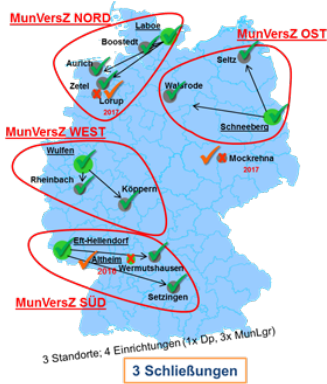 MunVersZ NORD
Laboe
Boostedt
MunVersZ OST
Seltz
Aurich
Zetel
Lorup
2017
Walsrode
Schneeberg
MunVersZ WEST
Wulfen
Mockrehna
2017
Rheinbach
Köppern
Eft-Hellendorf
Altheim
2016
Wermutshausen
Setzingen
MunVersZ SÜD
3 Standorte; 4 Einrichtungen (1x Dp, 3x MunLgr)
3 Schließungen